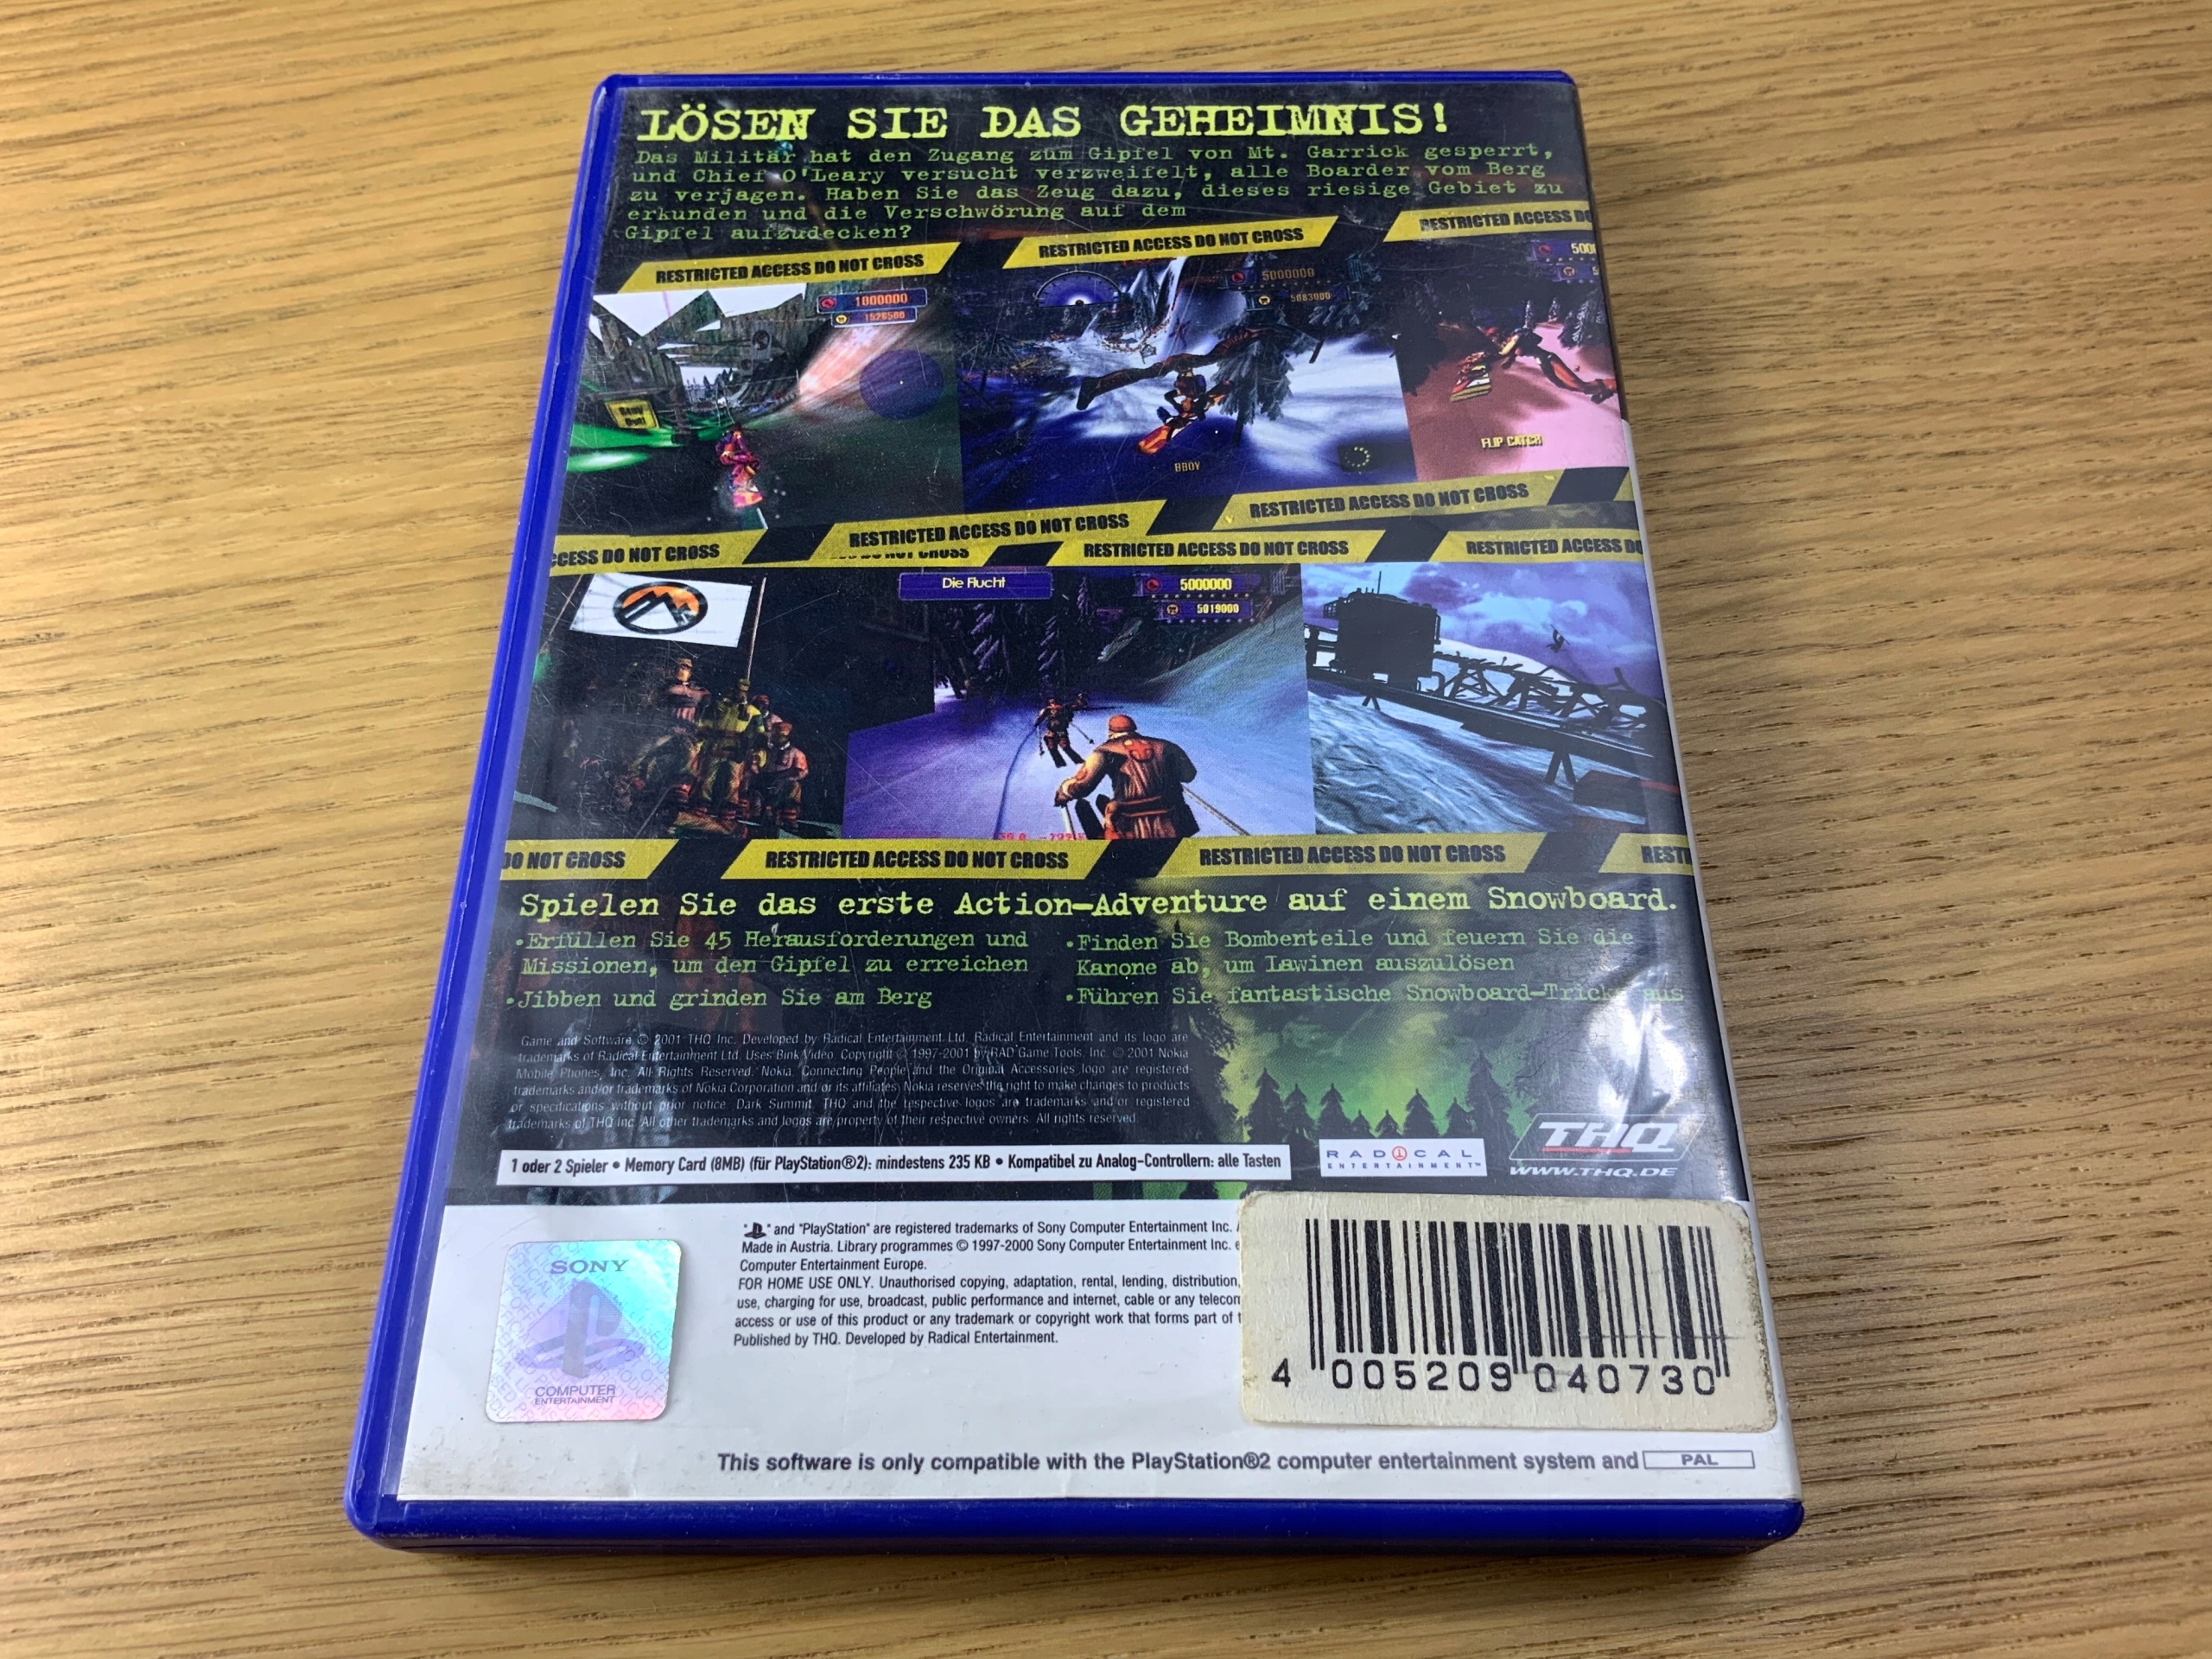 LÖSEN SIE DAS GEHEIMNIS!
Das Militär hat den Zugang zum Gipfel von Mt. Garrick gesperrt,
und Chief O'Leary versucht verzweifelt, alle Boarder vom Berg
zu verjagen. Haben Sie das Zeug dazu, dieses riesige Gebiet zu
erkunden und die Verschwörung auf dem
Gipfel aufzudecken?
RESTRICTED ACCESS DO NOT CROSS
RESTRICTED ACCESS DO NOT CROSS
RESTRICTED ACCESS DO
1000000
1526500
5000000
5083000
500
BBOY
FLIP CATCH
CCESS DO NOT CROSS
RESTRICTED ACCESS DO NOT CROSS
RESTRICTED ACCESS DO NOT CROSS
DO NOT CROSS
RESTRICTED ACCESS DO NOT CROSS
RESTRICTED ACCESS DO
Die Flucht
5000000
5019000
DO NOT CROSS
RESTRICTED ACCESS DO NOT CROSS
RESTRICTED ACCESS DO NOT CROSS
REST
Spielen Sie das erste Action-Adventure auf einem Snowboard.
•Erfüllen Sie 45 Herausforderungen und
Missionen, um den Gipfel zu erreichen
•Jibben und grinden Sie am Berg
•Finden Sie Bombenteile und feuern Sie die
Kanone ab, um Lawinen auszulösen
•Führen Sie fantastische Snowboard-Tricks aus
Game and Software © 2001 THQ Inc. Developed by Radical Entertainment Ltd. Radical Entertainment and its logo are
trademarks of Radical Entertainment Ltd. Uses Bink Video. Copyright © 1997-2001 by RAD Game Tools, Inc. © 2001 Nokia
Mobile Phones, Inc. All Rights Reserved. Nokia, Connecting People and the Original Accessories logo are registered
trademarks and/or trademarks of Nokia Corporation and or its affiliates. Nokia reserves the right to make changes to products
or specifications without prior notice. Dark Summit, THQ and the respective logos are trademarks and/or registered
trademarks of THQ Inc. All other trademarks and logos are property of their respective owners. All rights reserved.
1 oder 2 Spieler • Memory Card (8MB) (für PlayStation®2): mindestens 235 KB • Kompatibel zu Analog-Controllern: alle Tasten
RADICAL
ENTERTAINMENT™
THQ
WWW.THQ.DE
" " and "PlayStation" are registered trademarks of Sony Computer Entertainment Inc.
Made in Austria. Library programmes © 1997-2000 Sony Computer Entertainment Inc.
Computer Entertainment Europe.
FOR HOME USE ONLY. Unauthorised copying, adaptation, rental, lending, distribution,
use, charging for use, broadcast, public performance and internet, cable or any telecom
access or use of this product or any trademark or copyright work that forms part of
Published by THQ. Developed by Radical Entertainment.
SONY
COMPUTER
ENTERTAINMENT
4 005209 040730
This software is only compatible with the PlayStation®2 computer entertainment system and PAL